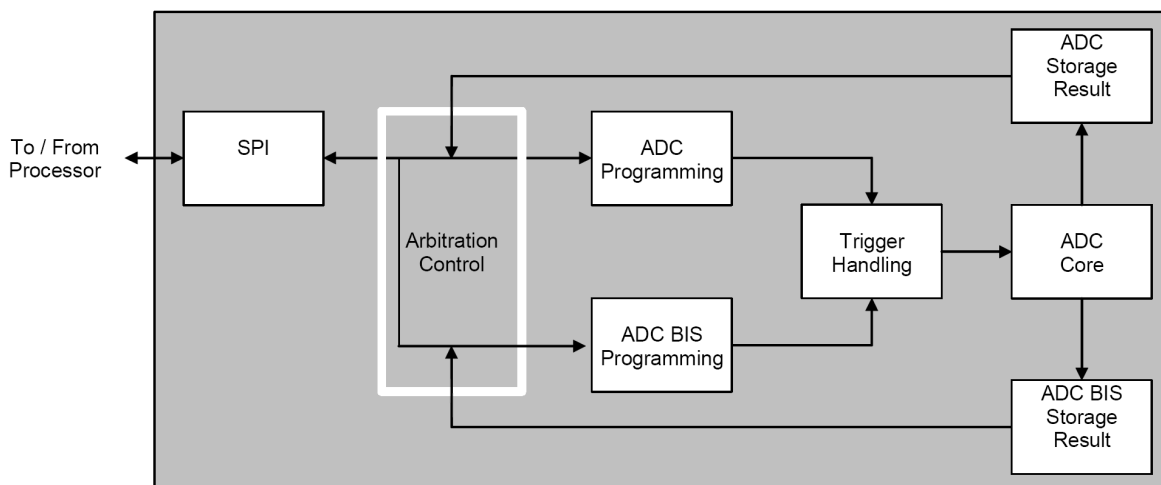 ADC
Storage
Result
To / From
Processor
SPI
ADC
Programming
Arbitration
Control
Trigger
Handling
ADC
Core
ADC BIS
Programming
ADC BIS
Storage
Result